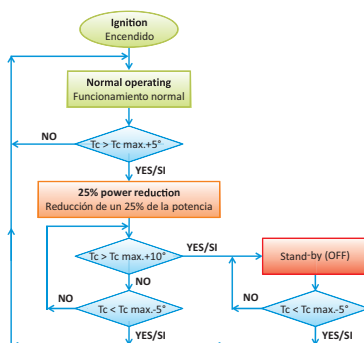 Ignition
Encendido
Normal operating
Funcionamiento normal
NO
Tc > Tc max.+5°
YES/SI
25% power reduction
Reducción de un 25% de la potencia
Tc > Tc max.+10°
YES/SI
Stand-by (OFF)
NO
NO
Tc < Tc max.-5°
NO
Tc < Tc max.-5°
YES/SI
YES/SI